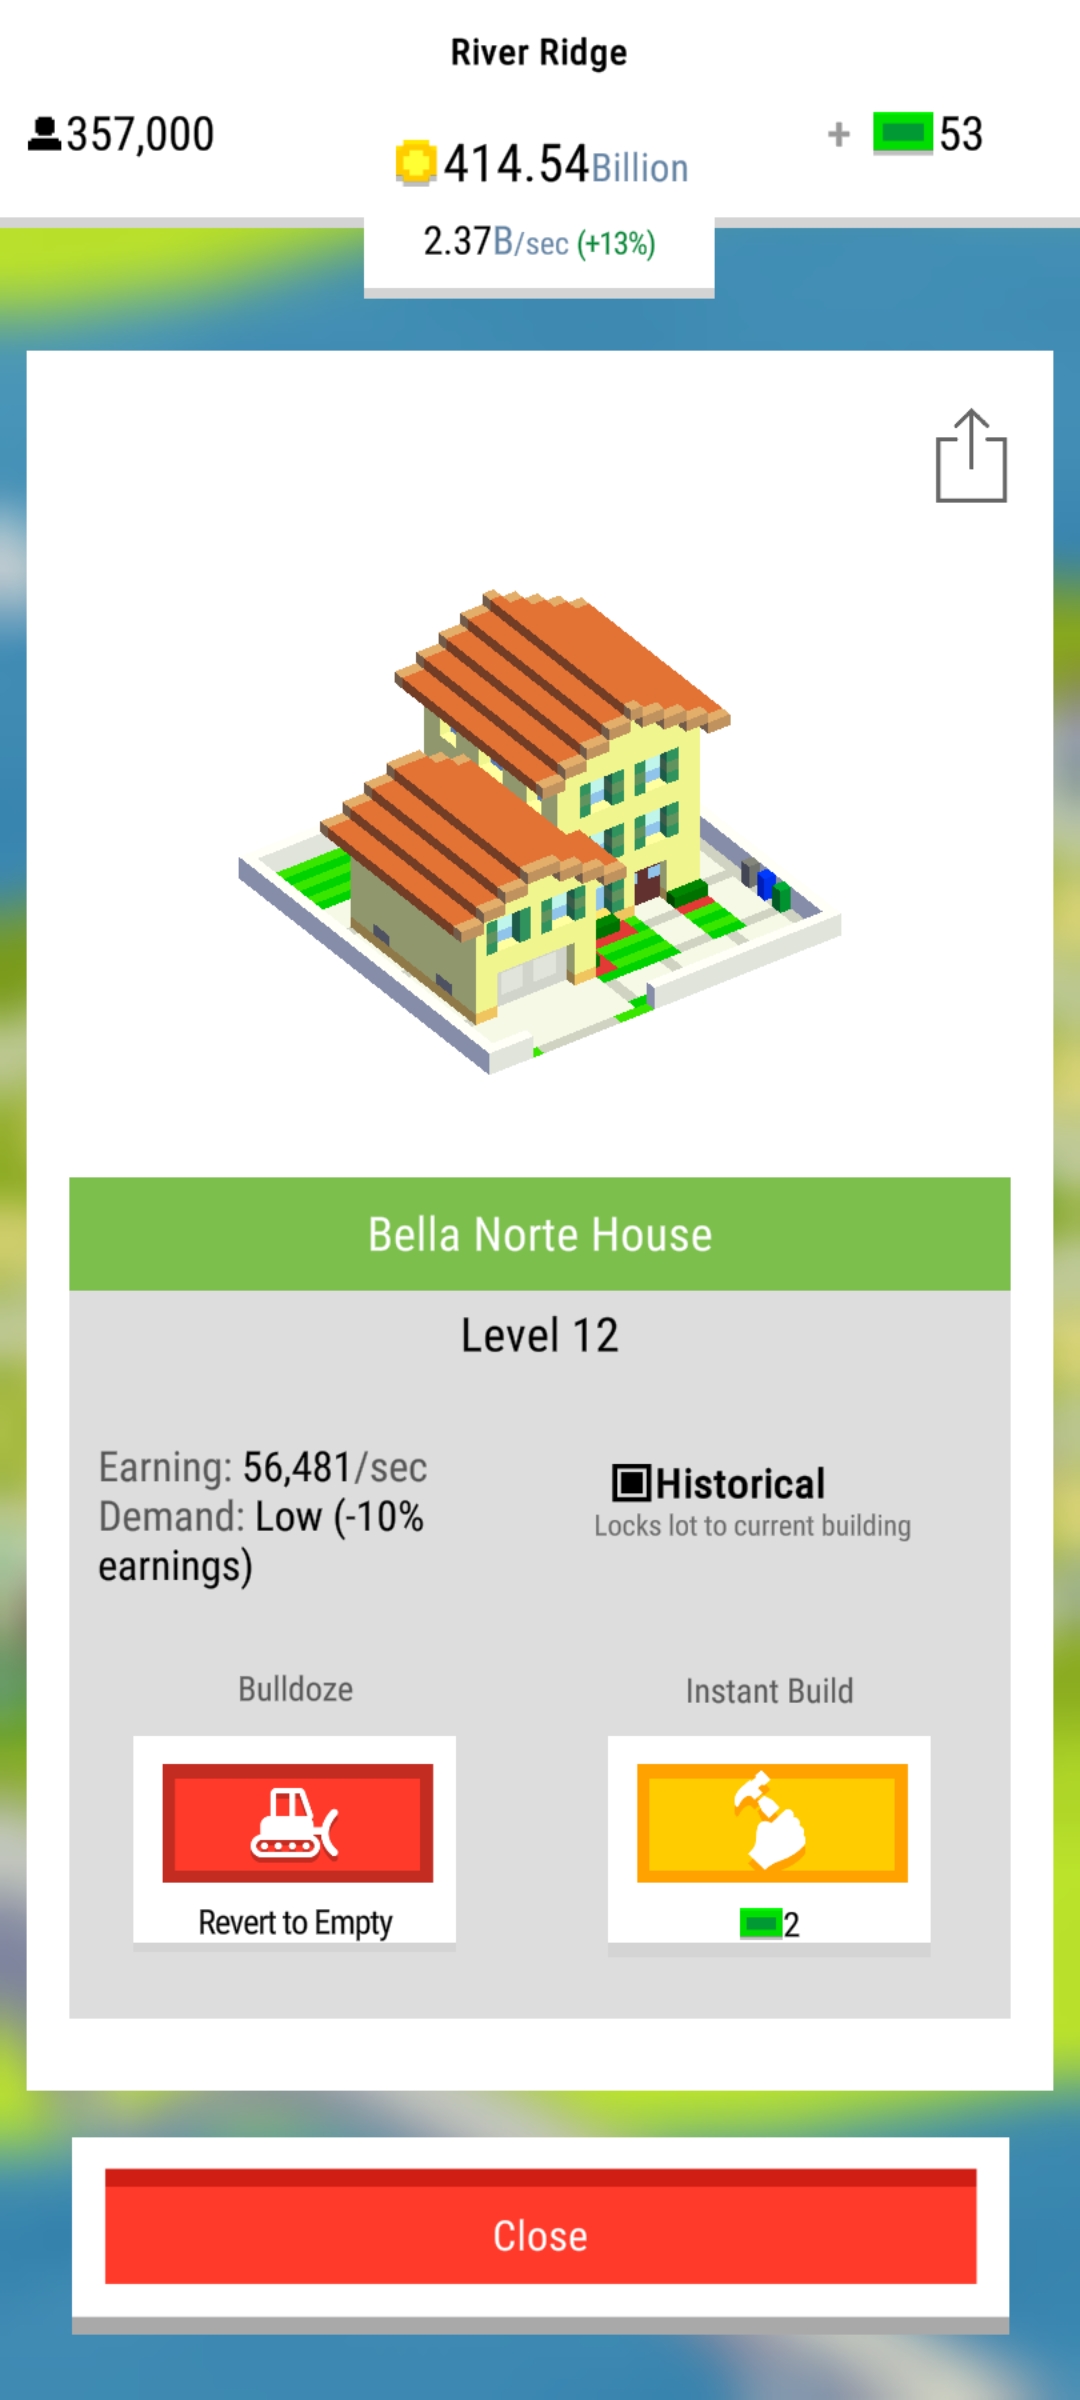 River Ridge
357,000
414.54Billion
+ 53
2.37B/sec (+13%)
Bella Norte House
Level 12
Earning: 56,481/sec
Demand: Low (-10%
earnings)
Historical
Locks lot to current building
Bulldoze
Instant Build
Revert to Empty
2
Close